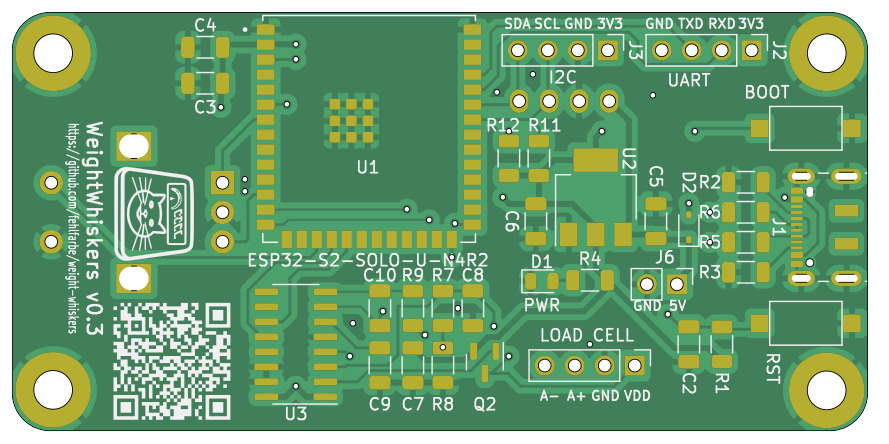 C4
SDA SCL GND 3V3
GND TXD RXD 3V3
J3
J2
I2C
UART
C3
BOOT
R12 R11
WeightWhiskers v0.3
https://github.com/fehlfarbe/weight-whiskers
U1
U2
C5
D2
R2
R6
R5
R3
J1
C6
ESP32-S2-SOLO-U-N4R2
D1
R4
J6
C10 R9 R7 C8
PWR
GND 5V
LOAD CELL
RST
C2
R1
A- A+ GND VDD
U3
C9 C7 R8 Q2